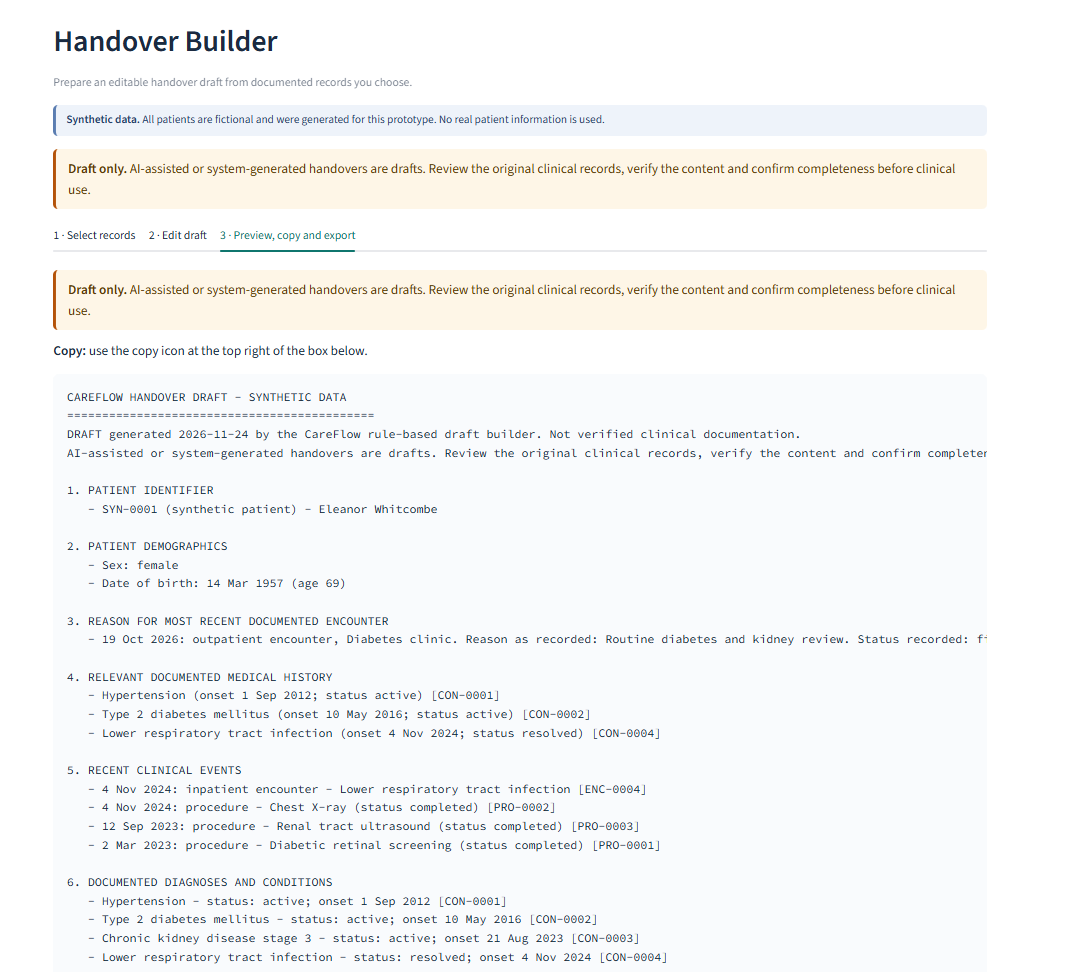 Handover Builder
Prepare an editable handover draft from documented records you choose.
Synthetic data. All patients are fictional and were generated for this prototype. No real patient information is used.
Draft only. AI-assisted or system-generated handovers are drafts. Review the original clinical records, verify the content and confirm completeness before clinical
use.
1 · Select records 2 · Edit draft 3 · Preview, copy and export
Draft only. AI-assisted or system-generated handovers are drafts. Review the original clinical records, verify the content and confirm completeness before clinical
use.
Copy: use the copy icon at the top right of the box below.
CAREFLOW HANDOVER DRAFT - SYNTHETIC DATA
============================================
DRAFT generated 2026-11-24 by the CareFlow rule-based draft builder. Not verified clinical documentation.
AI-assisted or system-generated handovers are drafts. Review the original clinical records, verify the content and confirm
1. PATIENT IDENTIFIER
- SYN-0001 (synthetic patient) - Eleanor Whitcombe
2. PATIENT DEMOGRAPHICS
- Sex: female
- Date of birth: 14 Mar 1957 (age 69)
3. REASON FOR MOST RECENT DOCUMENTED ENCOUNTER
- 19 Oct 2026: outpatient encounter, Diabetes clinic. Reason as recorded: Routine diabetes and kidney review. Status recorded:
4. RELEVANT DOCUMENTED MEDICAL HISTORY
- Hypertension (onset 1 Sep 2012; status active) [CON-0001]
- Type 2 diabetes mellitus (onset 10 May 2016; status active) [CON-0002]
- Lower respiratory tract infection (onset 4 Nov 2024; status resolved) [CON-0004]
5. RECENT CLINICAL EVENTS
- 4 Nov 2024: inpatient encounter - Lower respiratory tract infection [ENC-0004]
- 4 Nov 2024: procedure - Chest X-ray (status completed) [PRO-0002]
- 12 Sep 2023: procedure - Renal tract ultrasound (status completed) [PRO-0003]
- 2 Mar 2023: procedure - Diabetic retinal screening (status completed) [PRO-0001]
6. DOCUMENTED DIAGNOSES AND CONDITIONS
- Hypertension - status: active; onset 1 Sep 2012 [CON-0001]
- Type 2 diabetes mellitus - status: active; onset 10 May 2016 [CON-0002]
- Chronic kidney disease stage 3 - status: active; onset 21 Aug 2023 [CON-0003]
- Lower respiratory tract infection - status: resolved; onset 4 Nov 2024 [CON-0004]